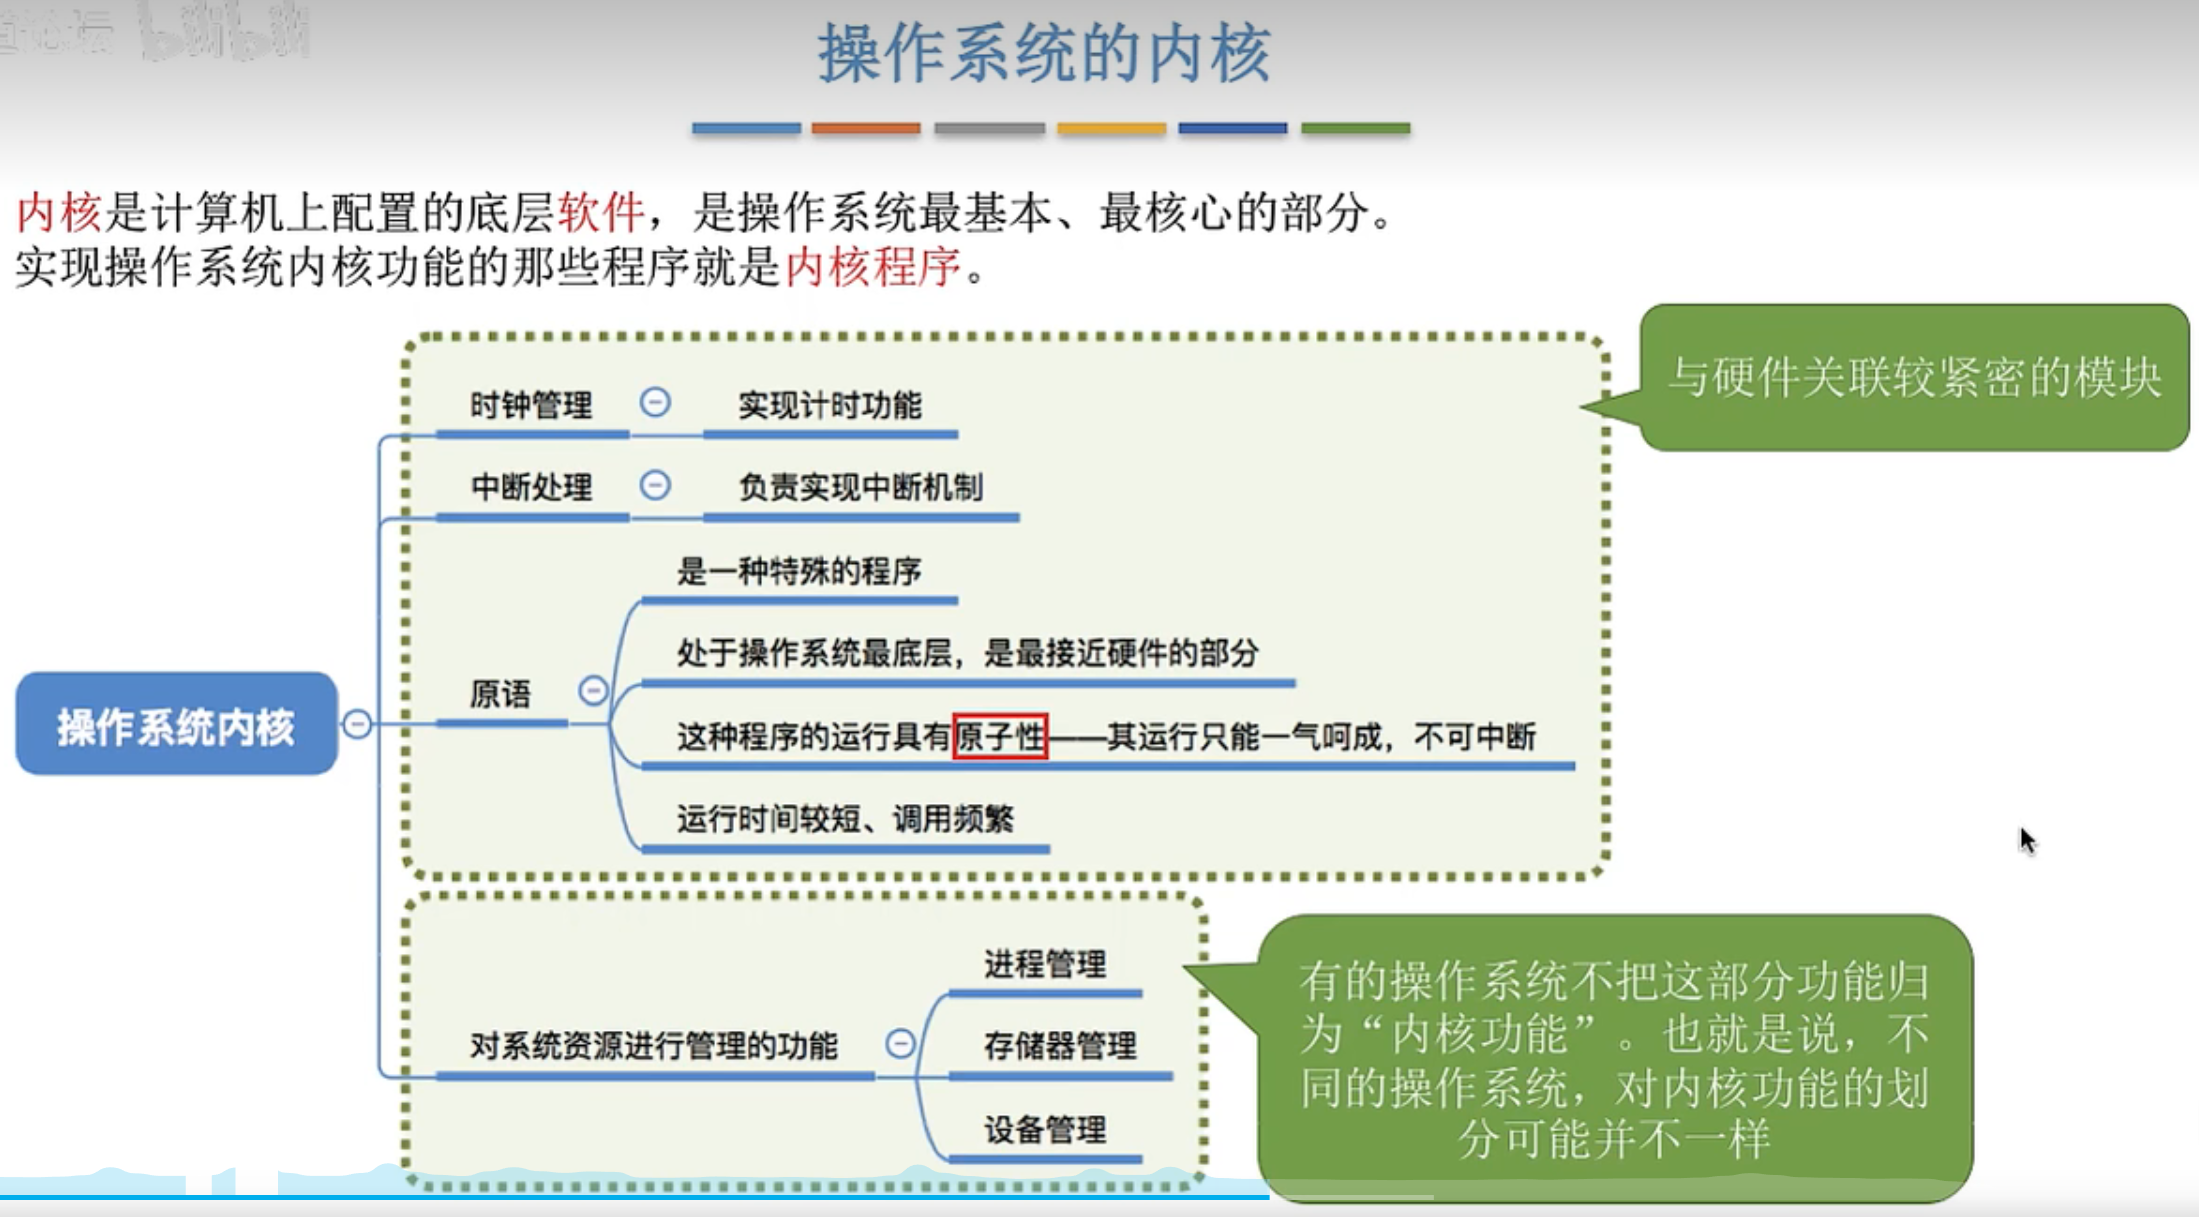 操作系统的内核
内核是计算机上配置的底层软件，是操作系统最基本、最核心的部分。
实现操作系统内核功能的那些程序就是内核程序。
与硬件关联较紧密的模块
时钟管理
实现计时功能
中断处理
负责实现中断机制
是一种特殊的程序
处于操作系统最底层，是最接近硬件的部分
原语
这种程序的运行具有原子性——其运行只能一气呵成，不可中断
运行时间较短、调用频繁
操作系统内核
进程管理
对系统资源进行管理的功能
存储器管理
设备管理
有的操作系统不把这部分功能归
为“内核功能”。也就是说，不
同的操作系统，对内核功能的划
分可能并不一样